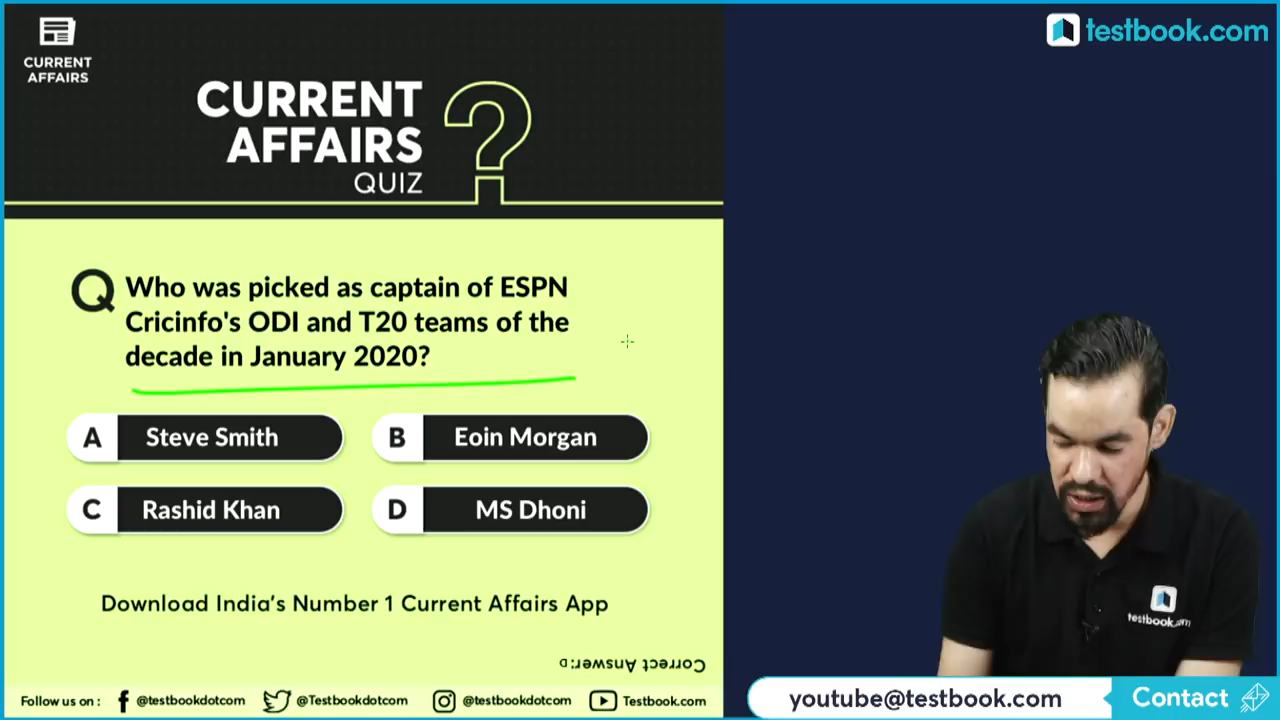 CURRENT
AFFAIRS
testbook.com
CURRENT
AFFAIRS
QUIZ
?
Q Who was picked as captain of ESPN
Cricinfo's ODI and T20 teams of the
decade in January 2020?
A Steve Smith
B Eoin Morgan
C Rashid Khan
D MS Dhoni
Download India's Number 1 Current Affairs App
Correct Answer: D
testbook.com
Follow us on : @testbookdotcom @Testbookdotcom @testbookdotcom Testbook.com
youtube@testbook.com Contact